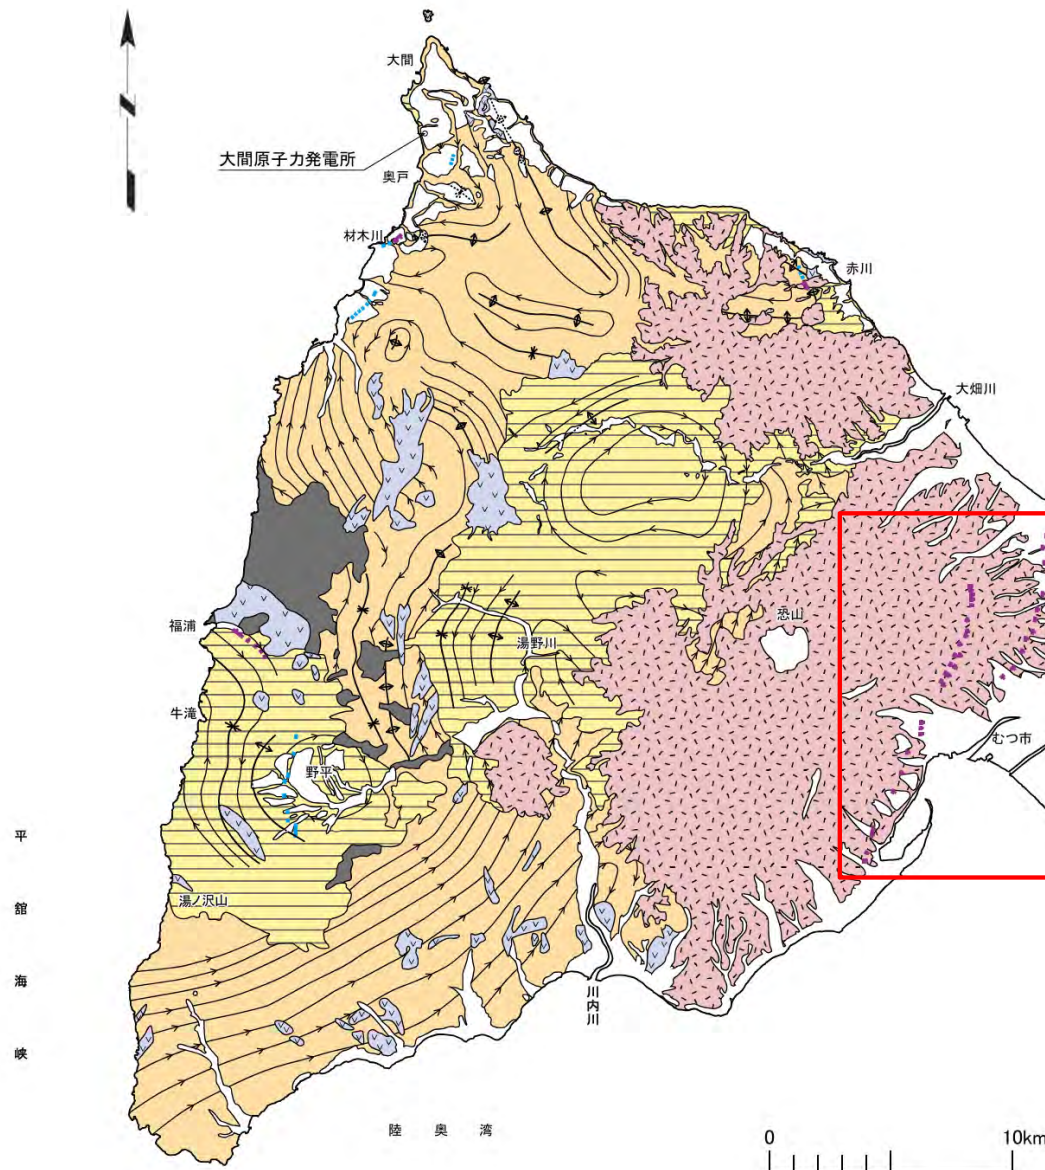 大間
大間原子力発電所
奥戸
材木川
赤川
大畑川
福浦
湯野川
恐山
牛滝
むつ市
野平
湯ノ沢山
平舘海峡
川内川
陸奥湾
0 10km